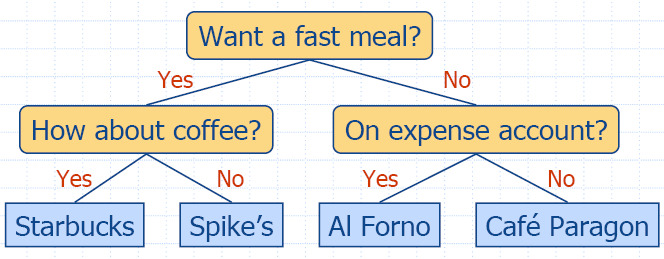 Want a fast meal?
Yes
No
How about coffee?
On expense account?
Yes
No
Yes
No
Starbucks
Spike’s
Al Forno
Café Paragon